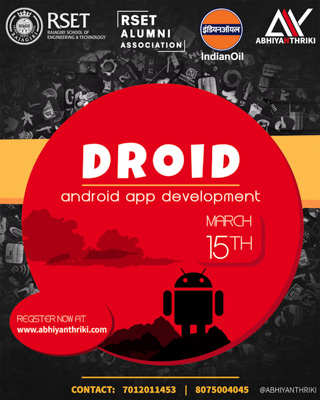 RSET
RAJAGIRI SCHOOL OF
ENGINEERING & TECHNOLOGY
RSET
ALUMNI
ASSOCIATION
इंडियनऑयल
IndianOil
ABHIYANTHRIKI
DROID
android app development
MARCH
15TH
REGISTER NOW AT
www.abhiyanthriki.com
CONTACT: 7012011453 | 8075004045
@ABHIYANTHRIKI